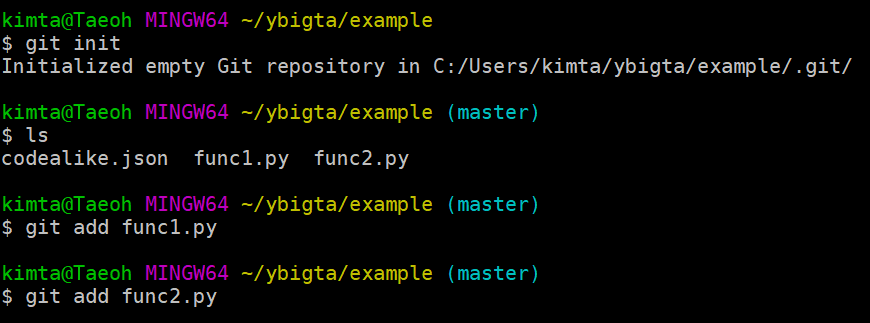 kimta@Taeoh MINGW64 ~/ybigta/example
$ git init
Initialized empty Git repository in C:/Users/kimta/ybigta/example/.git/
kimta@Taeoh MINGW64 ~/ybigta/example (master)
$ ls
codealike.json  func1.py  func2.py
kimta@Taeoh MINGW64 ~/ybigta/example (master)
$ git add func1.py
kimta@Taeoh MINGW64 ~/ybigta/example (master)
$ git add func2.py